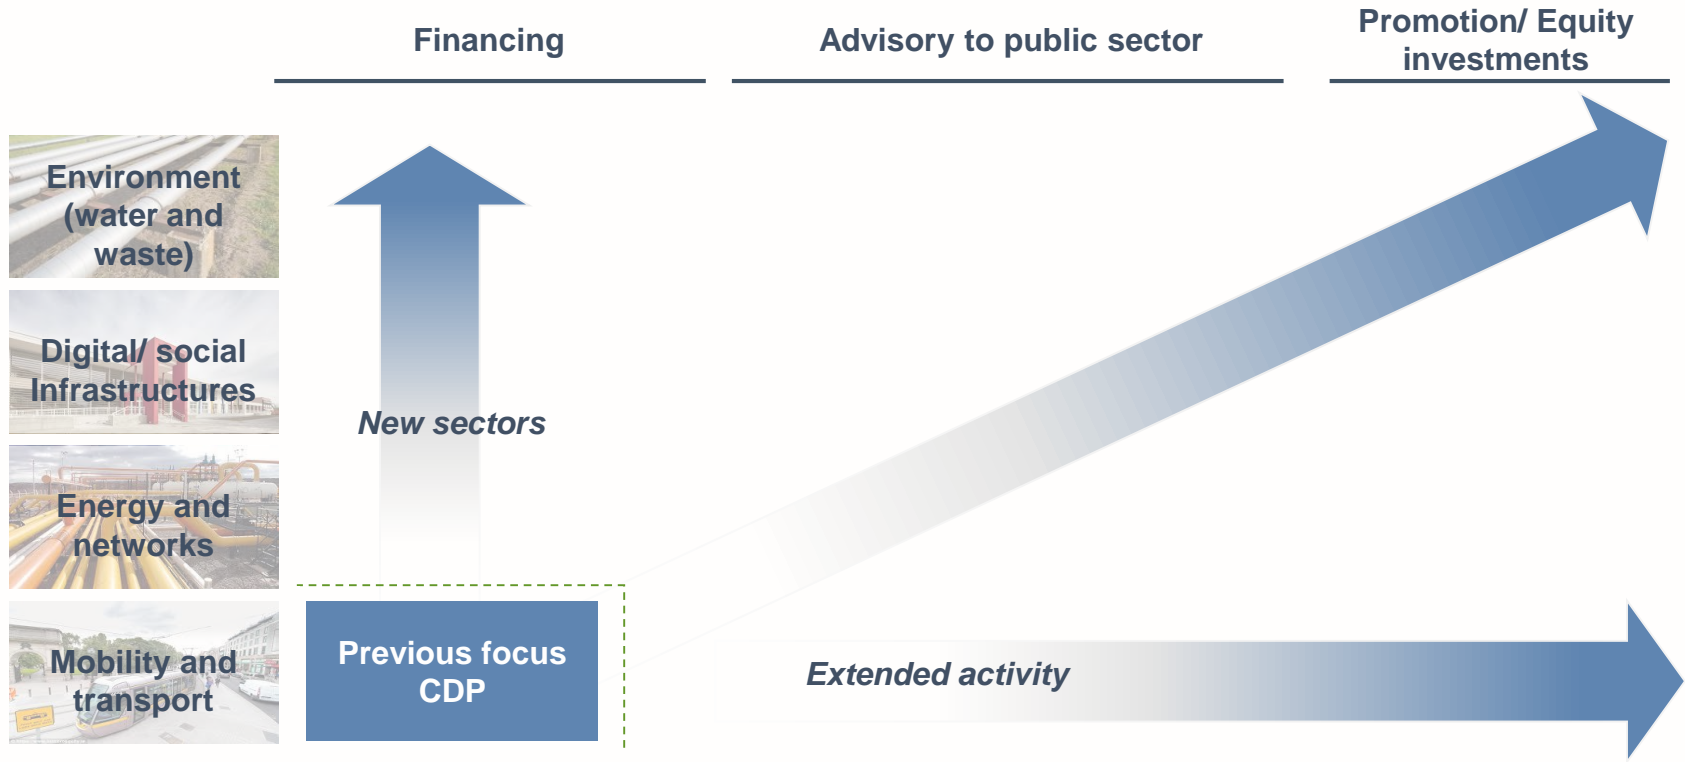 Financing
Advisory to public sector
Promotion/ Equity
investments
Environment
(water and
waste)
Digital/ social
Infrastructures
New sectors
Energy and
networks
Mobility and
transport
Previous focus
CDP
Extended activity